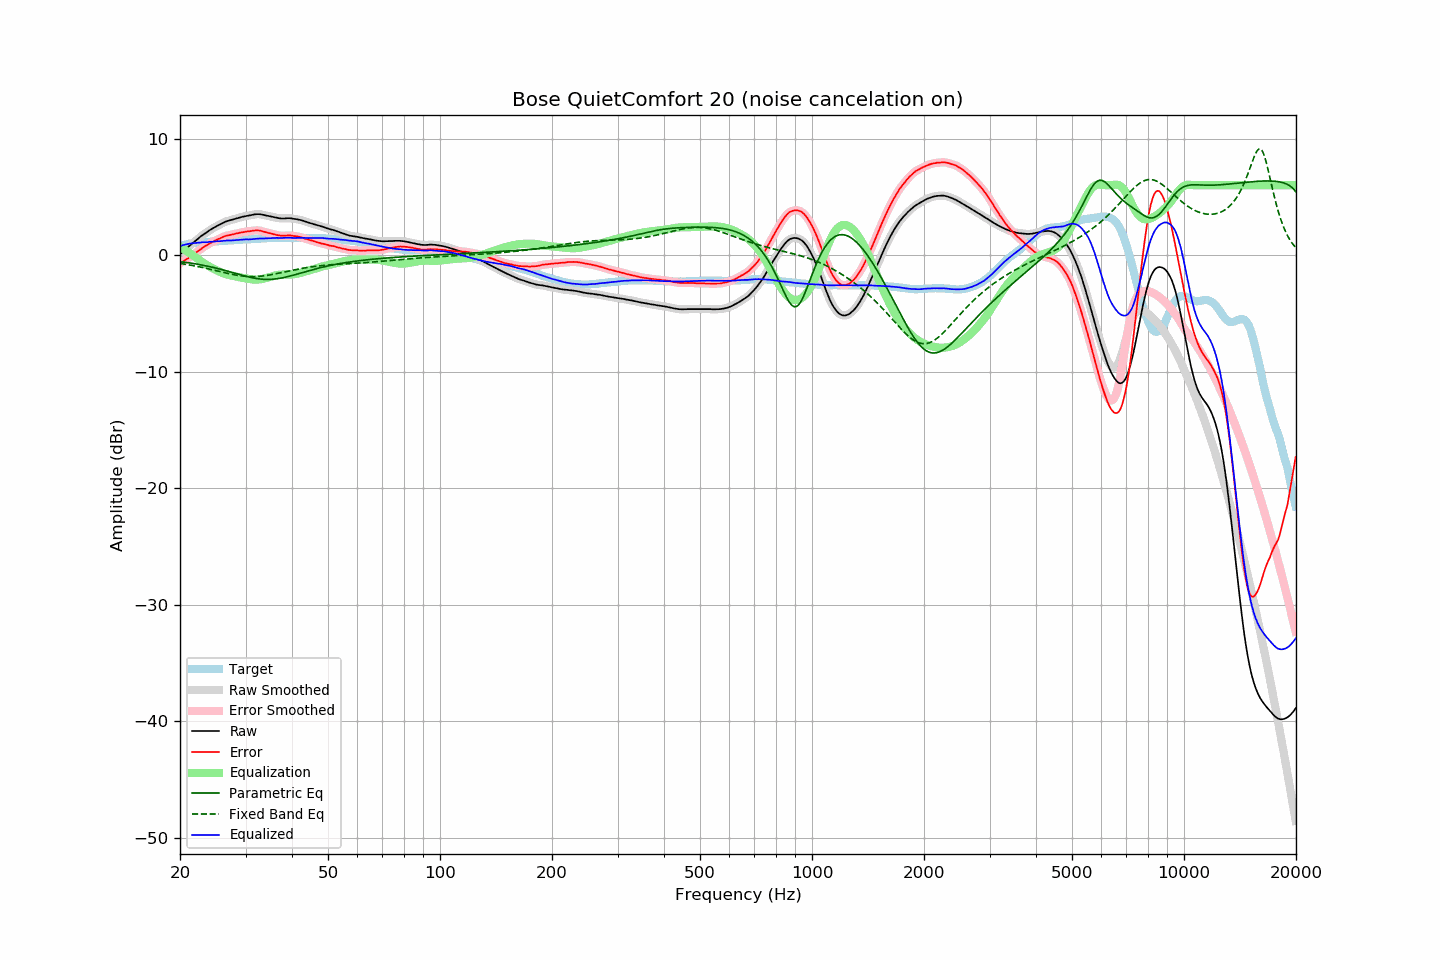 Bose QuietComfort 20 (noise cancelation on)
10
0
−10
−20
−30
−40
−50
Amplitude (dBr)
Target
Raw Smoothed
Error Smoothed
Raw
Error
Equalization
Parametric Eq
Fixed Band Eq
Equalized
20 50 100 200 500 1000 2000 5000 10000 20000
Frequency (Hz)